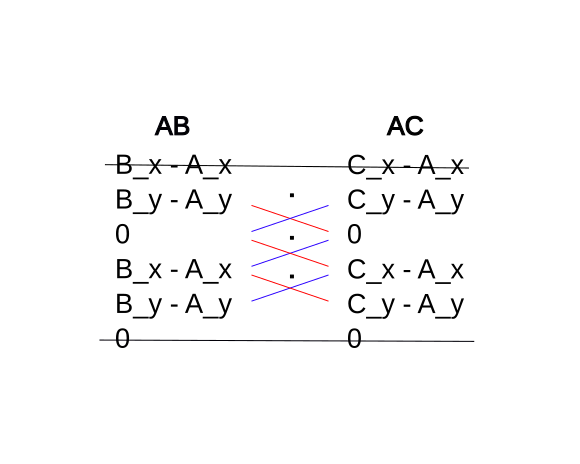 AB AC
B_x - A_x C_x - A_x
B_y - A_y C_y - A_y
0 0
B_x - A_x C_x - A_x
B_y - A_y C_y - A_y
0 0